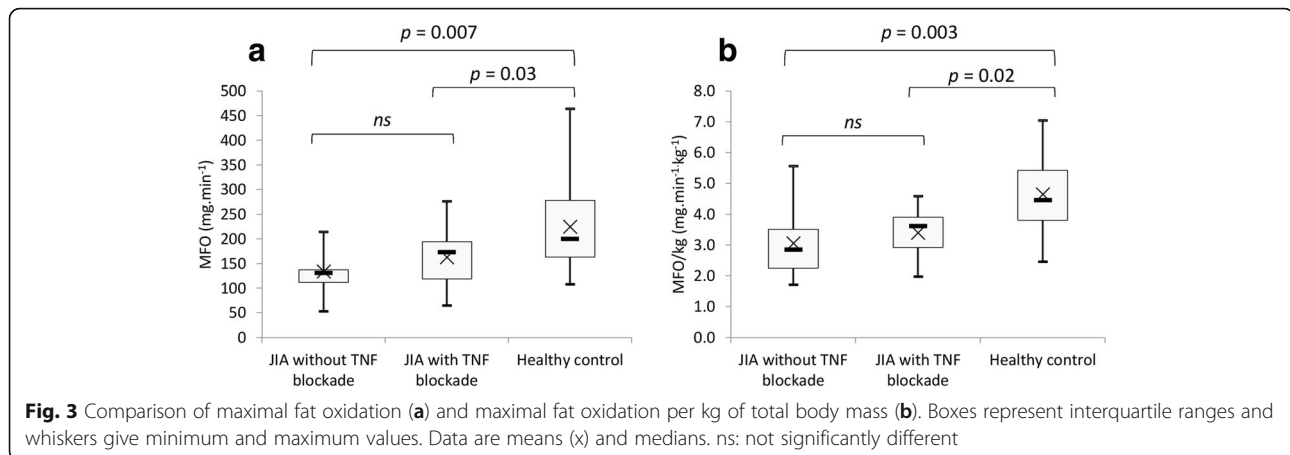 a
p = 0.007
p = 0.03
ns
MFO (mg.min⁻¹)
500
450
400
350
300
250
200
150
100
50
0
JIA without TNF blockade
JIA with TNF blockade
Healthy control
b
p = 0.003
p = 0.02
ns
MFO/kg (mg.min⁻¹·kg⁻¹)
8.0
7.0
6.0
5.0
4.0
3.0
2.0
1.0
0.0
JIA without TNF blockade
JIA with TNF blockade
Healthy control
Fig. 3 Comparison of maximal fat oxidation (a) and maximal fat oxidation per kg of total body mass (b). Boxes represent interquartile ranges and
whiskers give minimum and maximum values. Data are means (x) and medians. ns: not significantly different